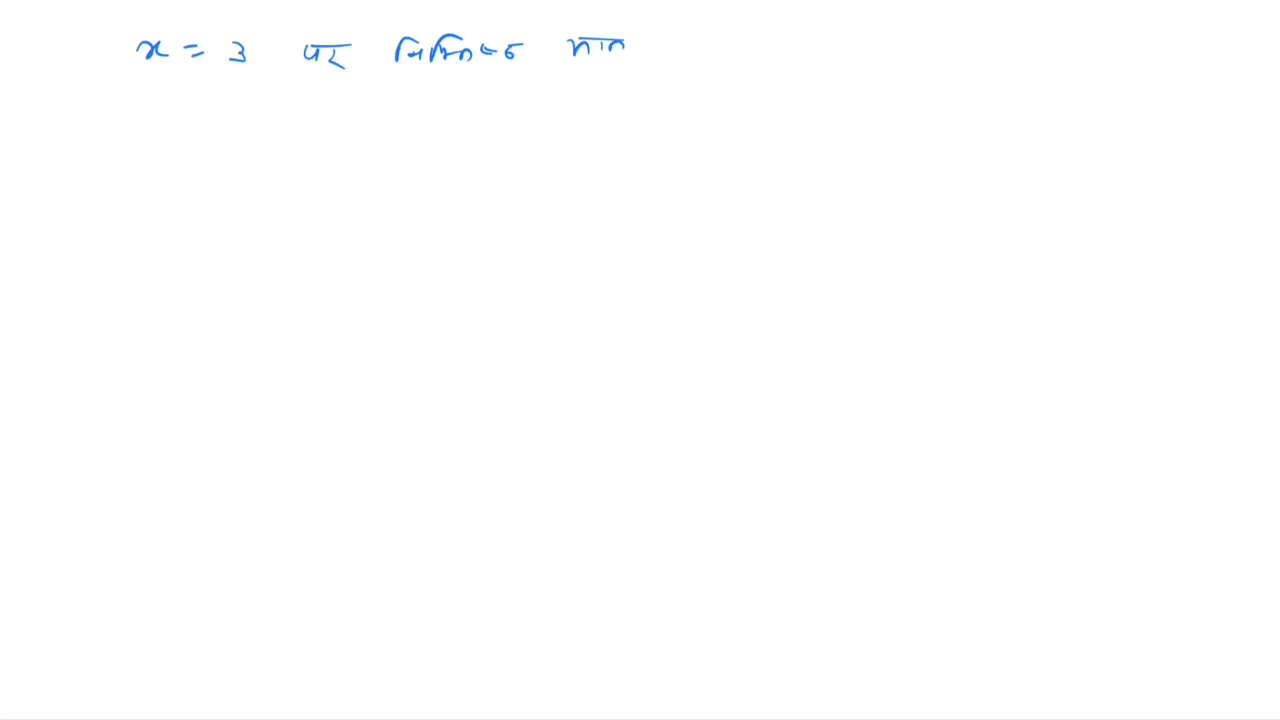 x = 3 पर निम्नि॰ष्ठ मान